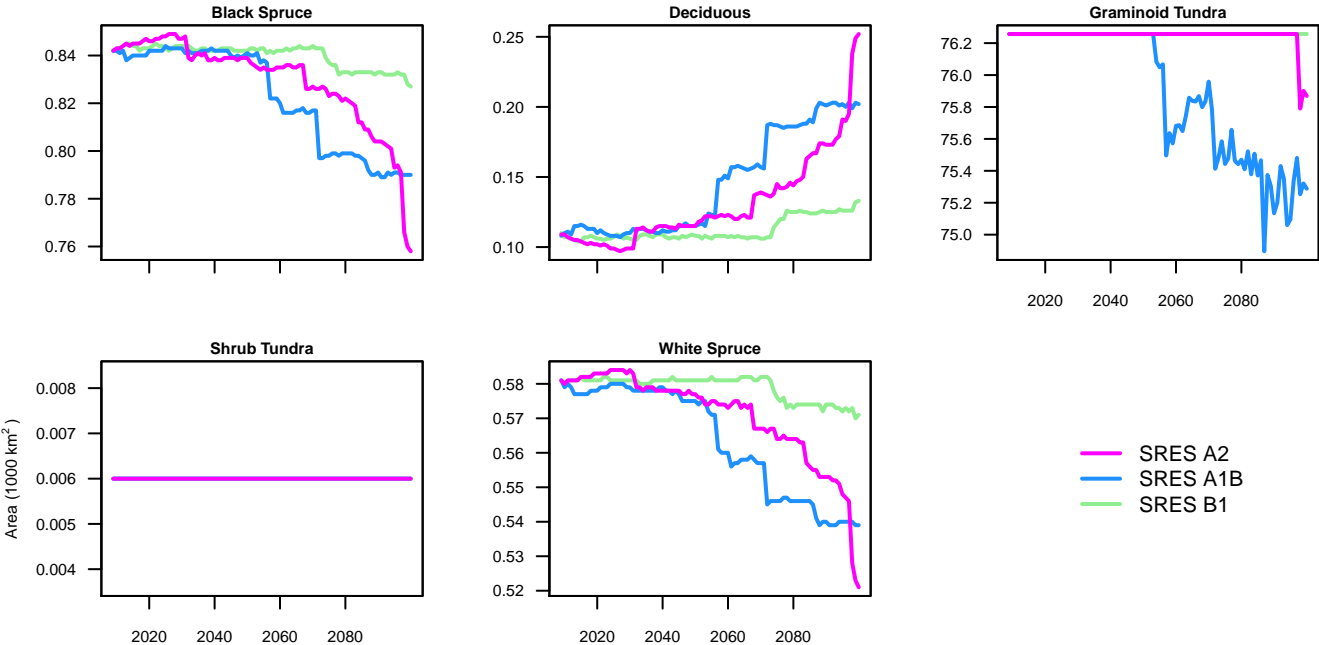 Black Spruce
0.84
0.82
0.80
0.78
0.76
Deciduous
0.25
0.20
0.15
0.10
Graminoid Tundra
76.2
76.0
75.8
75.6
75.4
75.2
75.0
2020 2040 2060 2080
Shrub Tundra
0.008
0.007
0.006
0.005
0.004
Area (1000 km²)
2020 2040 2060 2080
White Spruce
0.58
0.57
0.56
0.55
0.54
0.53
0.52
2020 2040 2060 2080
SRES A2
SRES A1B
SRES B1